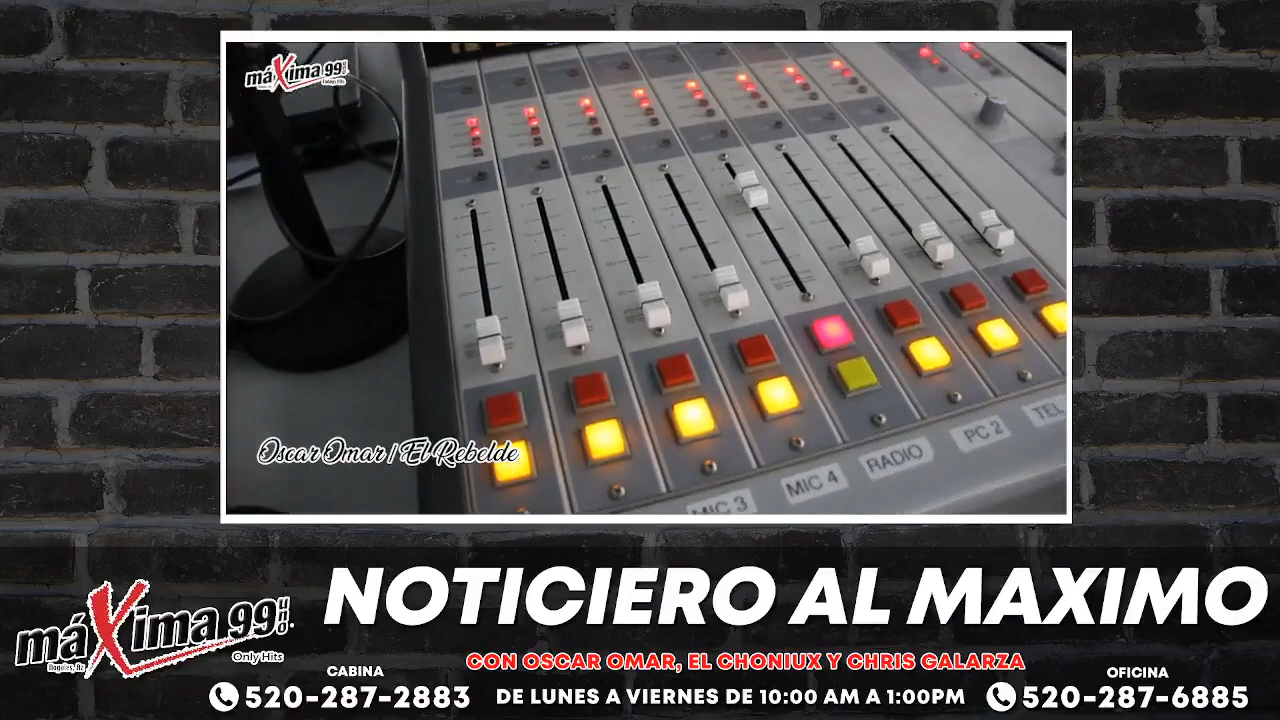 máXima 99
Oscar Omar / El Rebelde
MIC 3
MIC 4
RADIO
PC 2
TEL
NOTICIERO AL MAXIMO
máXima 99
Nogales, Az
Only Hits
CON OSCAR OMAR, EL CHONIUX Y CHRIS GALARZA
CABINA
520-287-2883
DE LUNES A VIERNES DE 10:00 AM A 1:00PM
OFICINA
520-287-6885